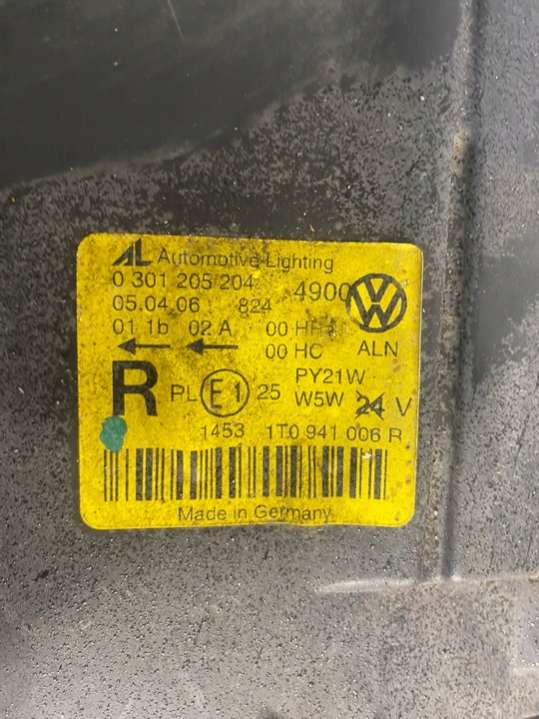 AL Automotive Lighting
0 301 205 204 4900
05.04.06 824
01 1b 02 A 00
00 HC ALN
R PL E1 25 PY21W
W5W 24 V
1453 1T0 941 006 R
Made in Germany